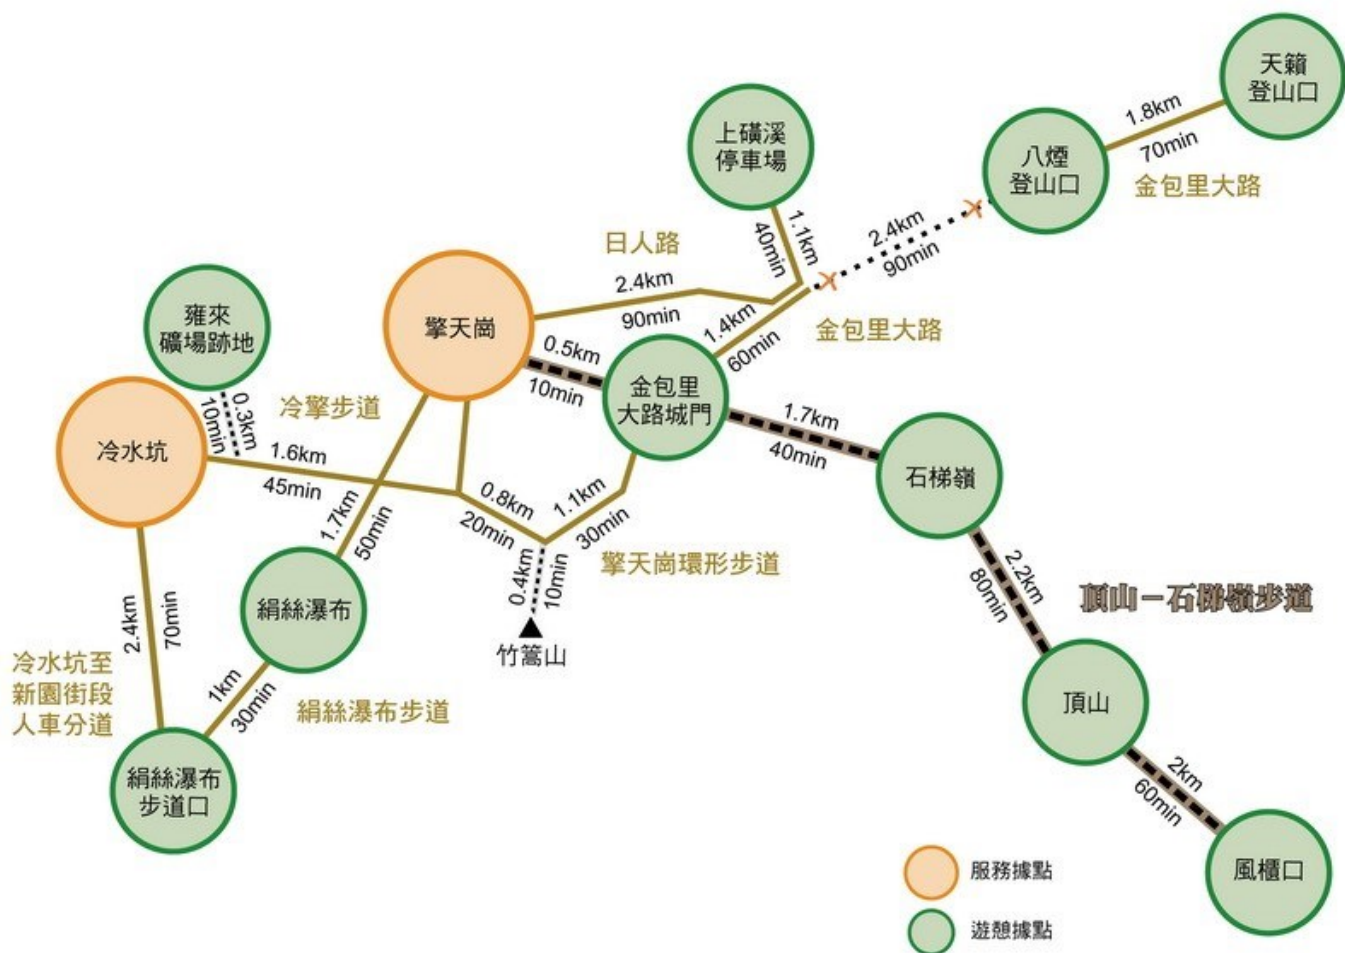 天籟
登山口
1.8km
70min
金包里大路
八煙
登山口
上磺溪
停車場
1.1km
40min
2.4km
90min
日人路
2.4km
90min
擎天崗
1.4km
60min
金包里大路
雍來
礦場跡地
0.3km
10min
0.5km
10min
金包里
大路城門
冷擎步道
冷水坑
1.6km
45min
1.7km
40min
石梯嶺
0.8km
20min
1.1km
30min
擎天崗環形步道
0.4km
10min
竹篙山
1.7km
50min
絹絲瀑布
2.2km
80min
頂山－石梯嶺步道
2.4km
70min
冷水坑至
新園街段
人車分道
1km
30min
絹絲瀑布步道
頂山
絹絲瀑布
步道口
2km
60min
風櫃口
服務據點
遊憩據點